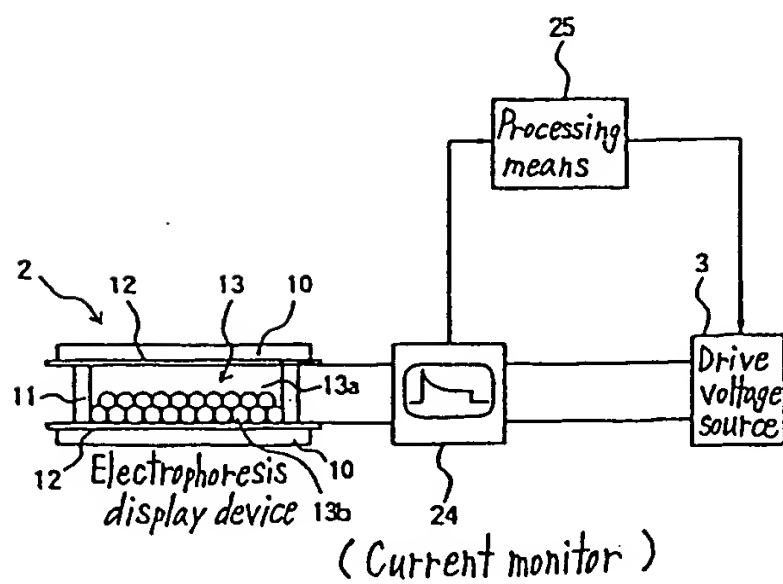 25
Processing
means
2
12
13
10
3
11
13a
Drive
voltage
source
12
10
Electrophoresis
display device
13b
24
(Current monitor)